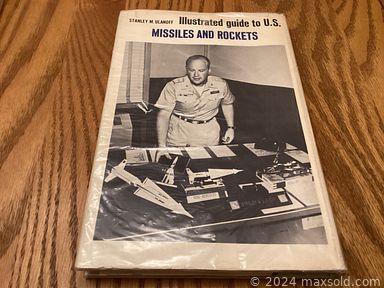 STANLEY M. ULANOFF Illustrated guide to U.S.
MISSILES AND ROCKETS
© 2024 maxsold.com